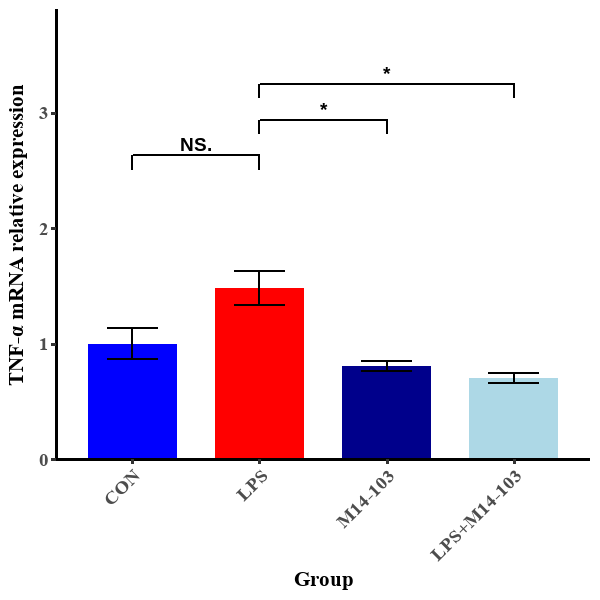 *
*
NS.
TNF-α mRNA relative expression
3
2
1
0
CON
LPS
M14-103
LPS+M14-103
Group